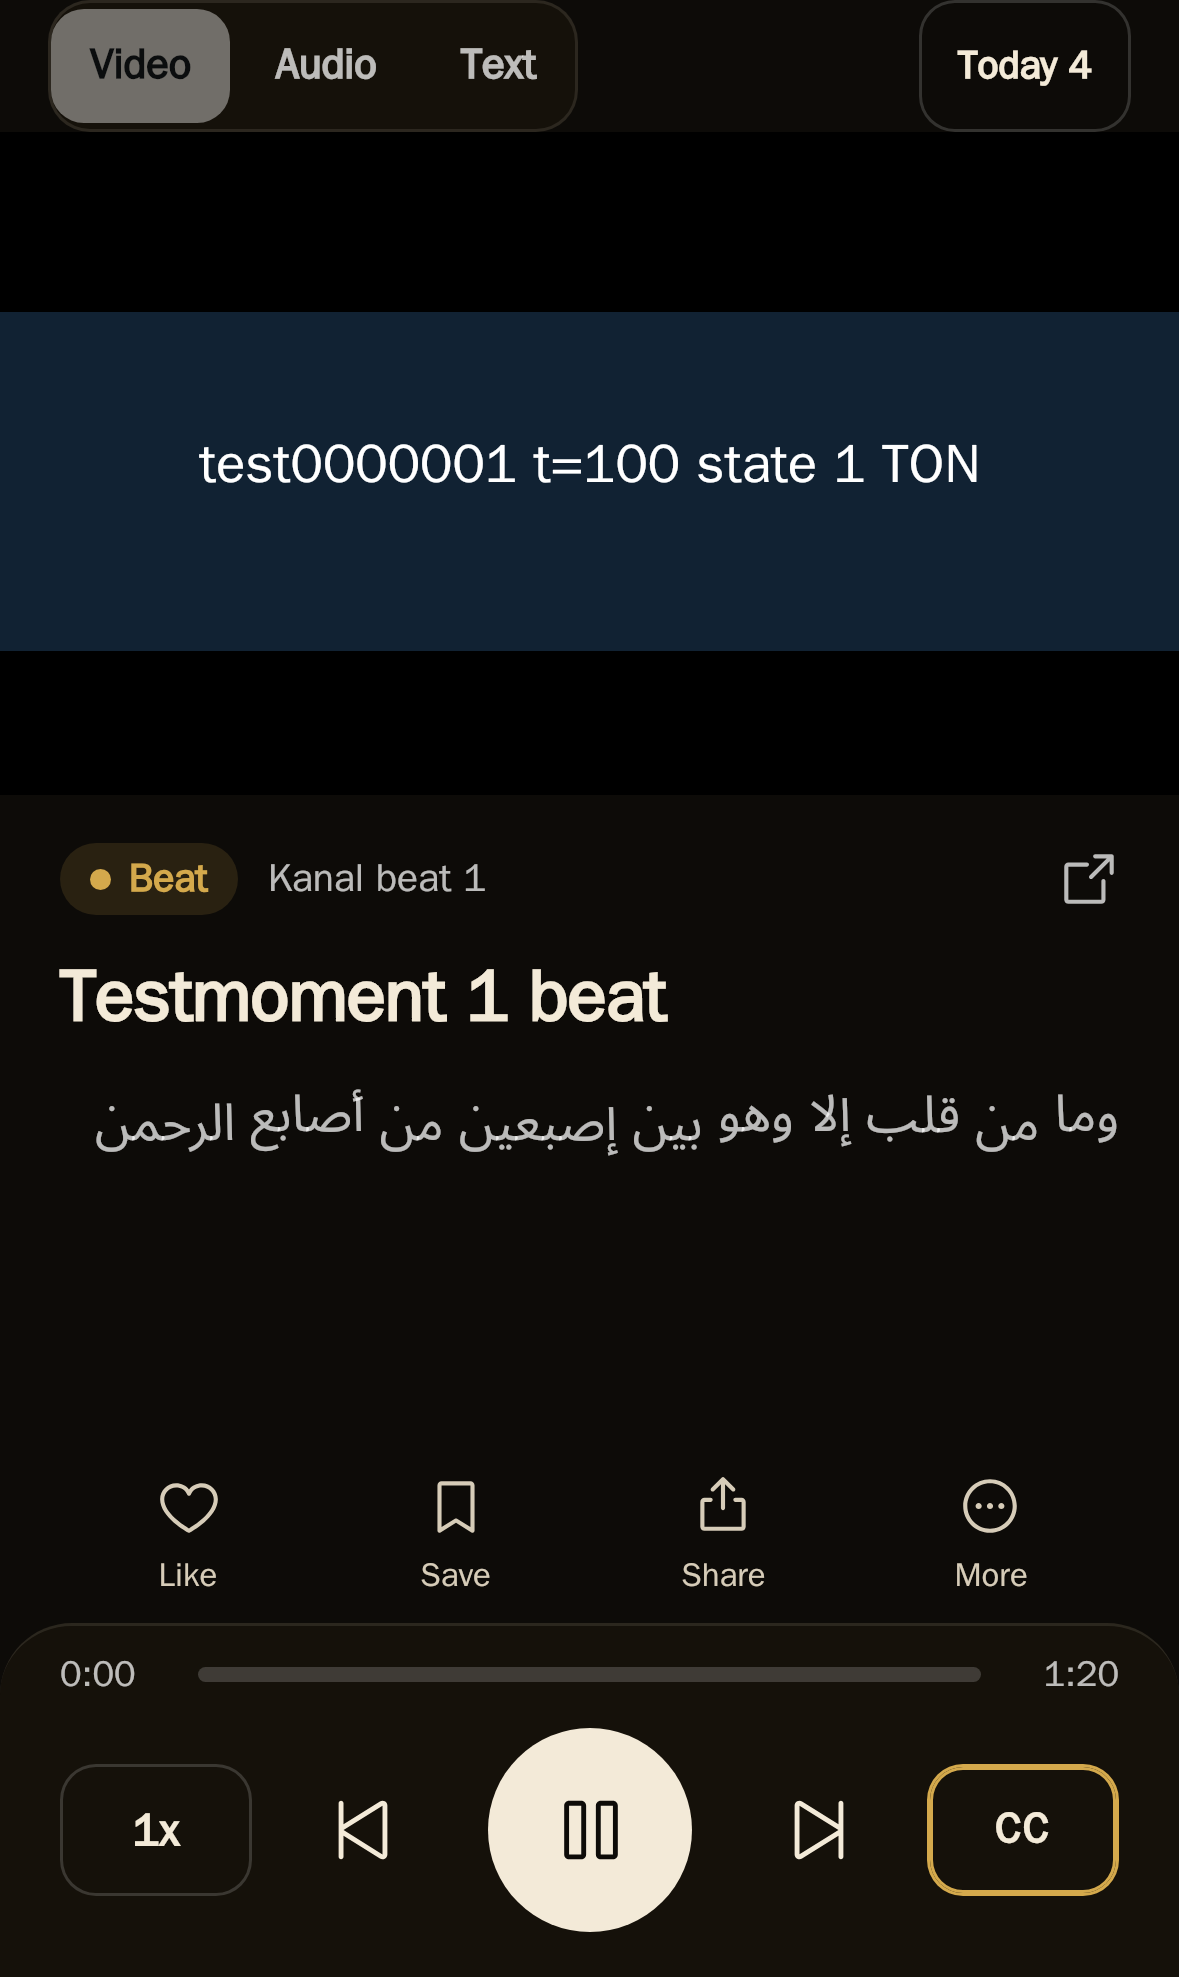 Video Audio Text Today 4
test0000001 t=100 state 1 TON
Beat Kanal beat 1
Testmoment 1 beat
وما من قلب إلا وهو بين إصبعين من أصابع الرحمن
Like Save Share More
0:00 1:20
1x CC